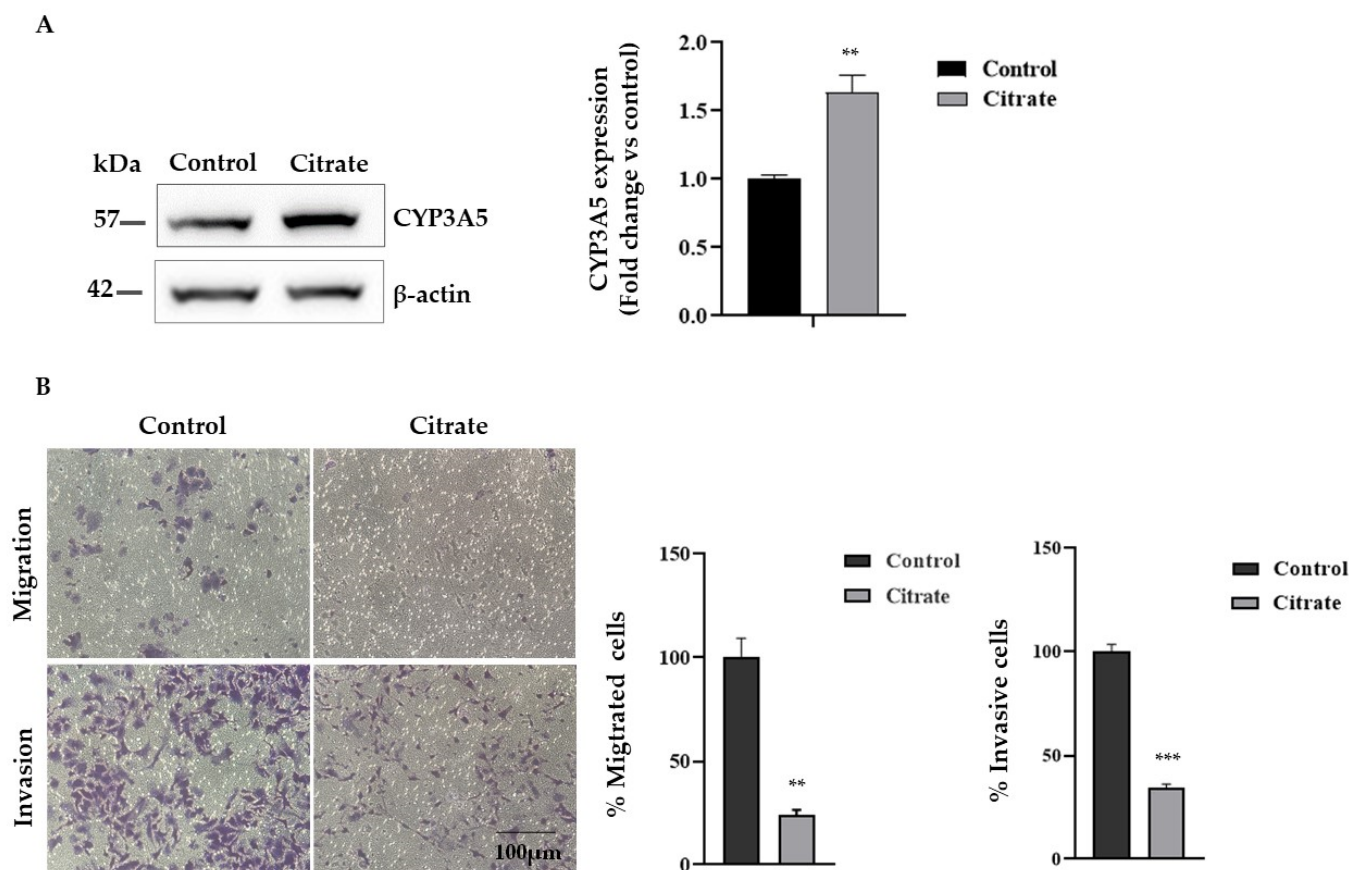 A
kDa
Control
Citrate
57
CYP3A5
42
β-actin
CYP3A5 expression
(Fold change vs control)
2.0
1.5
1.0
0.5
0.0
**
Control
Citrate
B
Control
Citrate
Migration
Invasion
100μm
% Migtrated cells
150
100
50
0
**
Control
Citrate
% Invasive cells
150
100
50
0
***
Control
Citrate